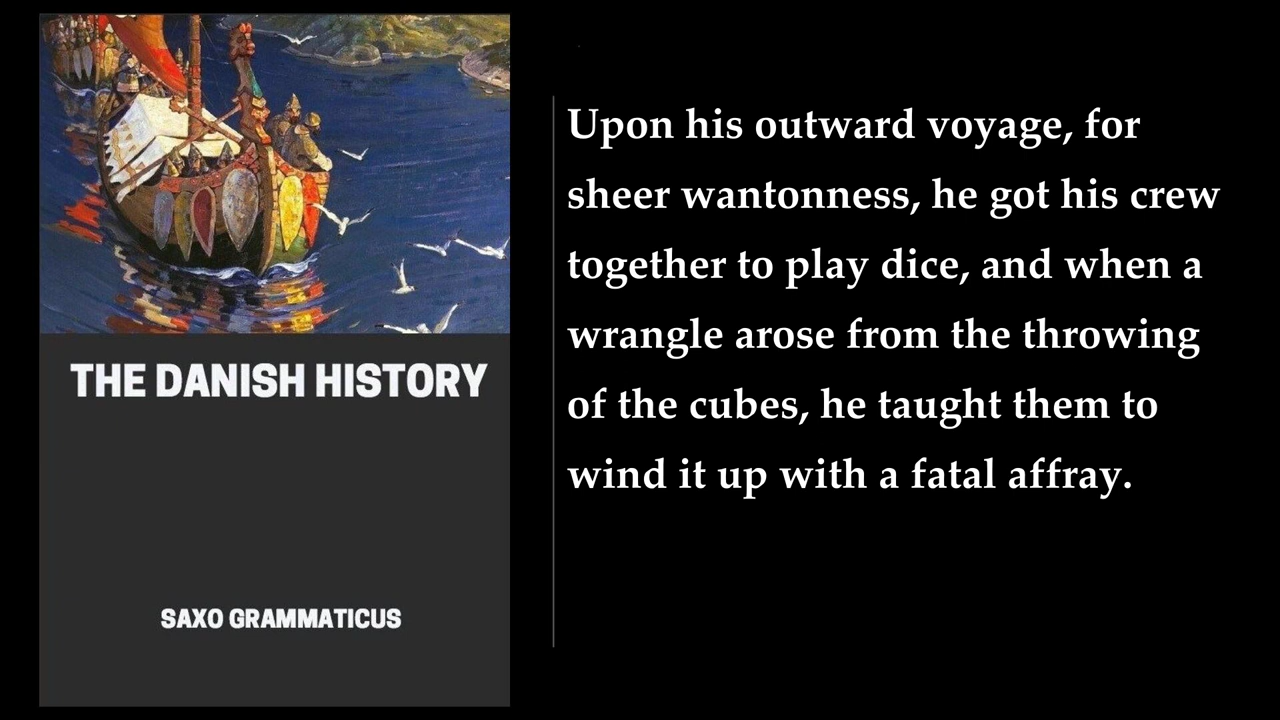 THE DANISH HISTORY
SAXO GRAMMATICUS
Upon his outward voyage, for
sheer wantonness, he got his crew
together to play dice, and when a
wrangle arose from the throwing
of the cubes, he taught them to
wind it up with a fatal affray.